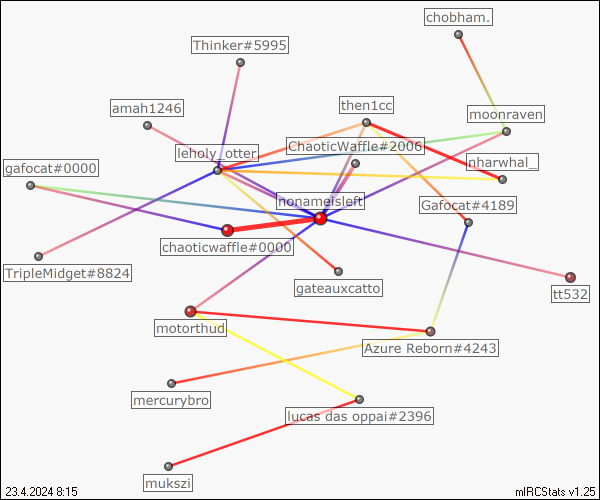 chobham.
Thinker#5995
amah1246
then1cc
moonraven
ChaoticWaffle#2006
leholy_otter
gafocat#0000
nharwhal_
nonameisleft
Gafocat#4189
chaoticwaffle#0000
TripleMidget#8824
gateauxcatto
tt532
motorthud
Azure Reborn#4243
mercurybro
lucas das oppai#2396
mukszi
23.4.2024 8:15
mIRCStats v1.25